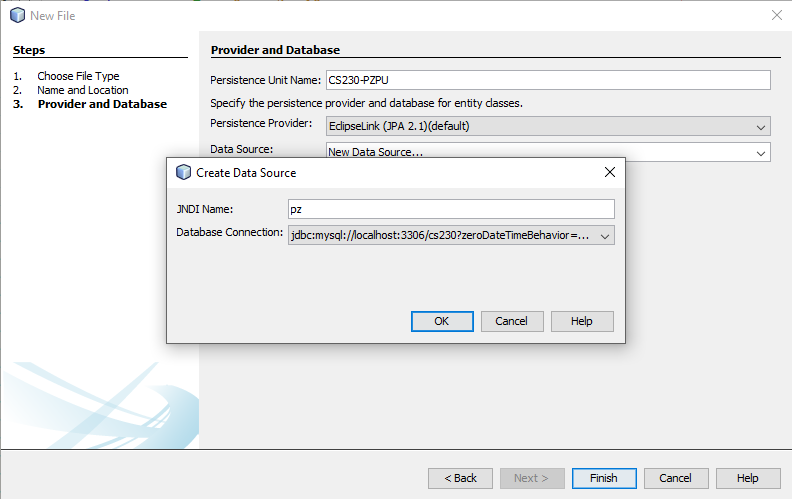 New File
Steps
1. Choose File Type
2. Name and Location
3. Provider and Database
Provider and Database
Persistence Unit Name: CS230-PZPU
Specify the persistence provider and database for entity classes.
Persistence Provider: EclipseLink (JPA 2.1)(default)
Data Source: New Data Source...
Create Data Source
JNDI Name: pz
Database Connection: jdbc:mysql://localhost:3306/cs230?zeroDateTimeBehavior=...
OK Cancel Help
< Back Next > Finish Cancel Help